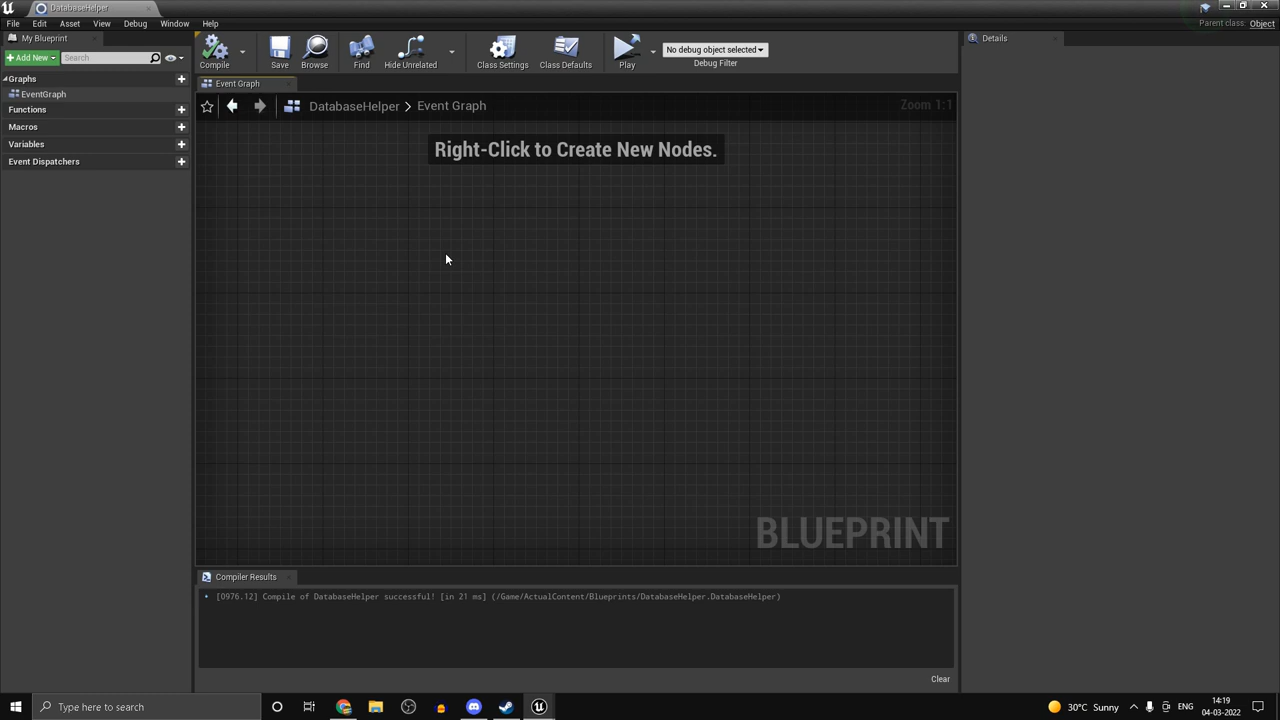 DatabaseHelper
File Edit Asset View Debug Window Help
Parent class: Object
My Blueprint
Add New
Search
Graphs
EventGraph
Functions
Macros
Variables
Event Dispatchers
Compile
Save
Browse
Find
Hide Unrelated
Class Settings
Class Defaults
Play
No debug object selected
Debug Filter
Details
Event Graph
DatabaseHelper > Event Graph
Zoom 1:1
Right-Click to Create New Nodes.
BLUEPRINT
Compiler Results
[0976.12] Compile of DatabaseHelper successful! [in 21 ms] (/Game/ActualContent/Blueprints/DatabaseHelper.DatabaseHelper)
Clear
Type here to search
30°C Sunny
ENG
14:19
04-03-2022